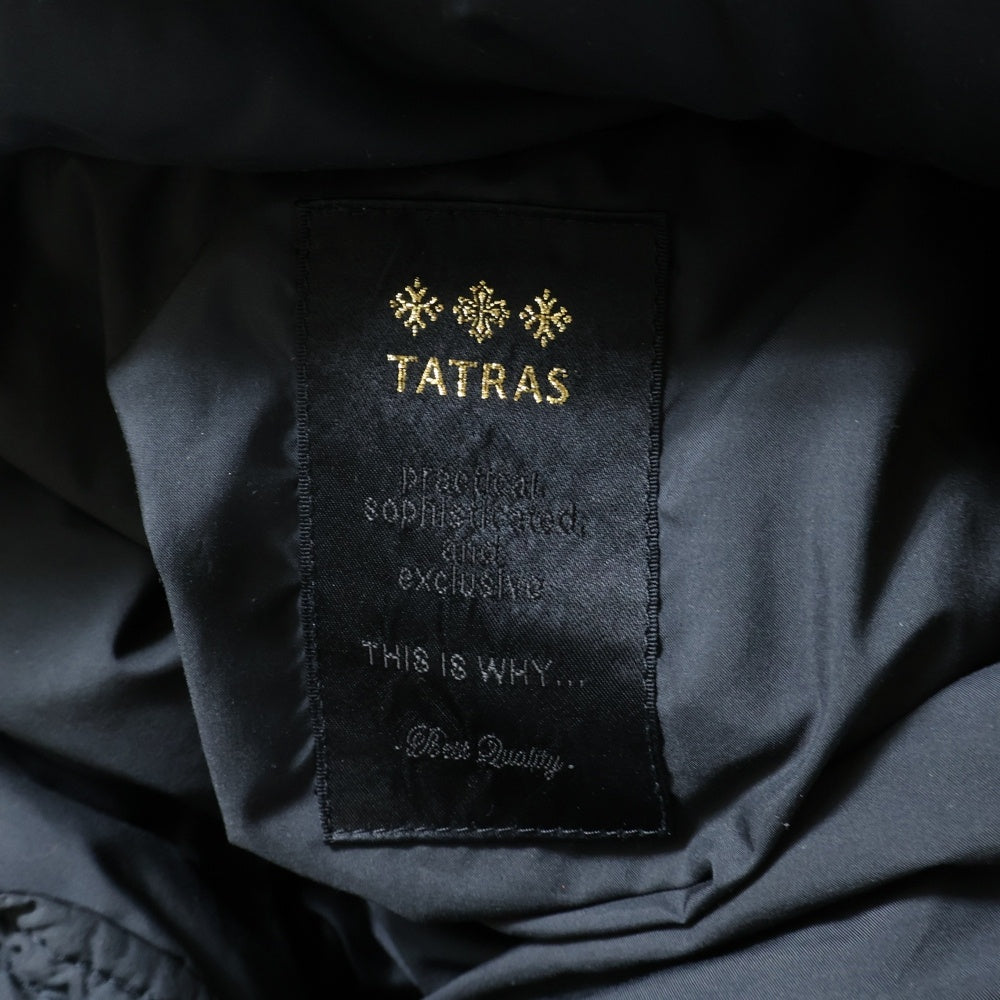 TATRAS
practical,
sophisticated,
and
exclusive
THIS IS WHY...
Best Quality.